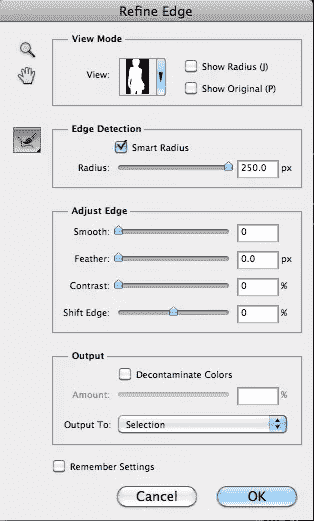 Refine Edge
View Mode
View:
Show Radius (J)
Show Original (P)
Edge Detection
Smart Radius
Radius: 250.0 px
Adjust Edge
Smooth: 0
Feather: 0.0 px
Contrast: 0 %
Shift Edge: 0 %
Output
Decontaminate Colors
Amount: %
Output To: Selection
Remember Settings
Cancel OK